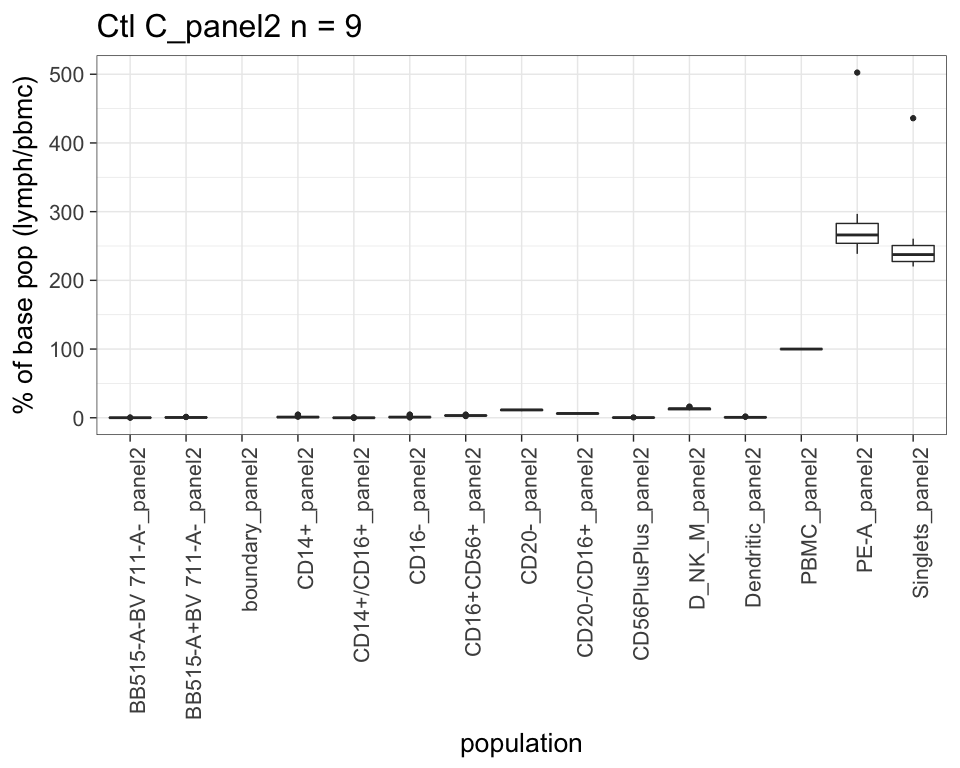 Ctl C_panel2 n = 9
% of base pop (lymph/pbmc)
500
400
300
200
100
0
BB515-A-BV 711-A-_panel2
BB515-A+BV 711-A-_panel2
boundary_panel2
CD14+_panel2
CD14+/CD16+_panel2
CD16-_panel2
CD16+CD56+_panel2
CD20-_panel2
CD20-/CD16+_panel2
CD56PlusPlus_panel2
D_NK_M_panel2
Dendritic_panel2
PBMC_panel2
PE-A_panel2
Singlets_panel2
population